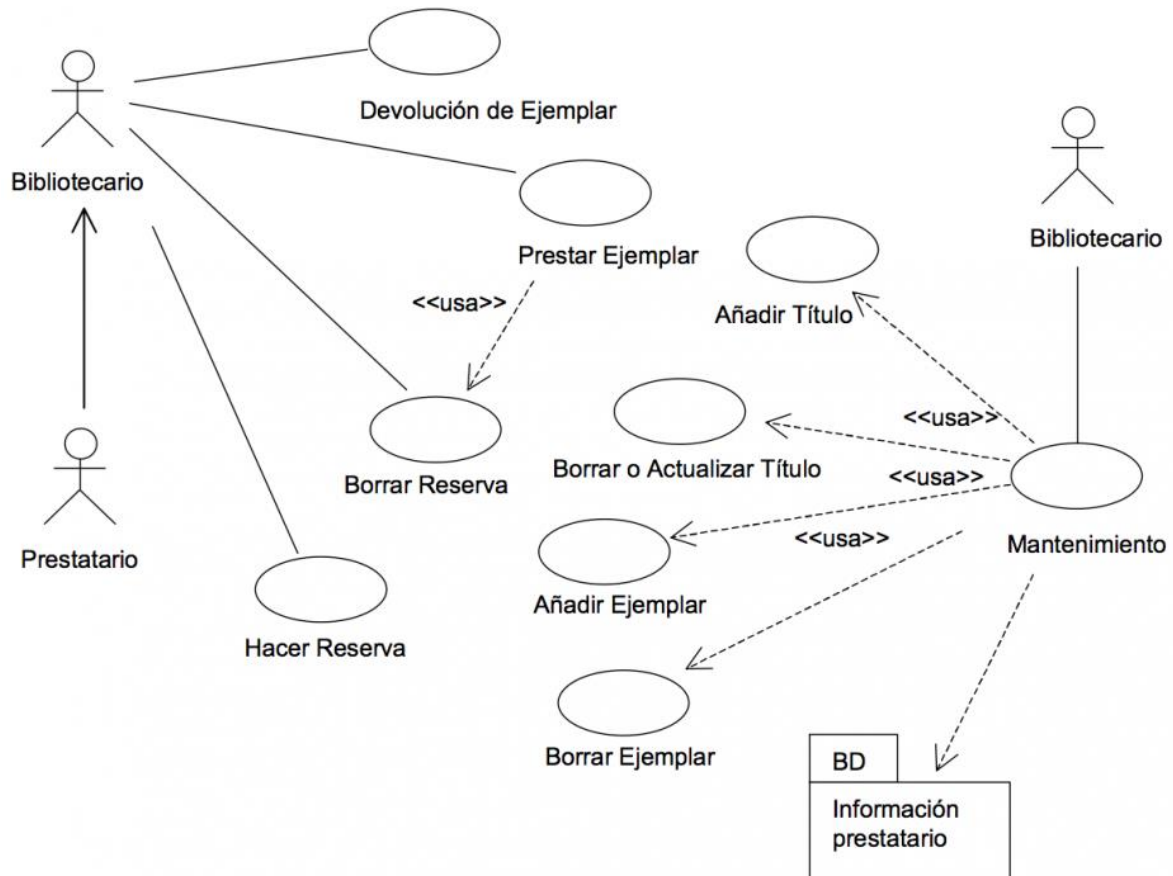 Devolución de Ejemplar
Bibliotecario
Prestar Ejemplar
Bibliotecario
<<usa>>
Añadir Título
<<usa>>
Borrar o Actualizar Título
<<usa>>
Borrar Reserva
<<usa>>
Mantenimiento
Prestatario
Añadir Ejemplar
Hacer Reserva
Borrar Ejemplar
BD
Información
prestatario